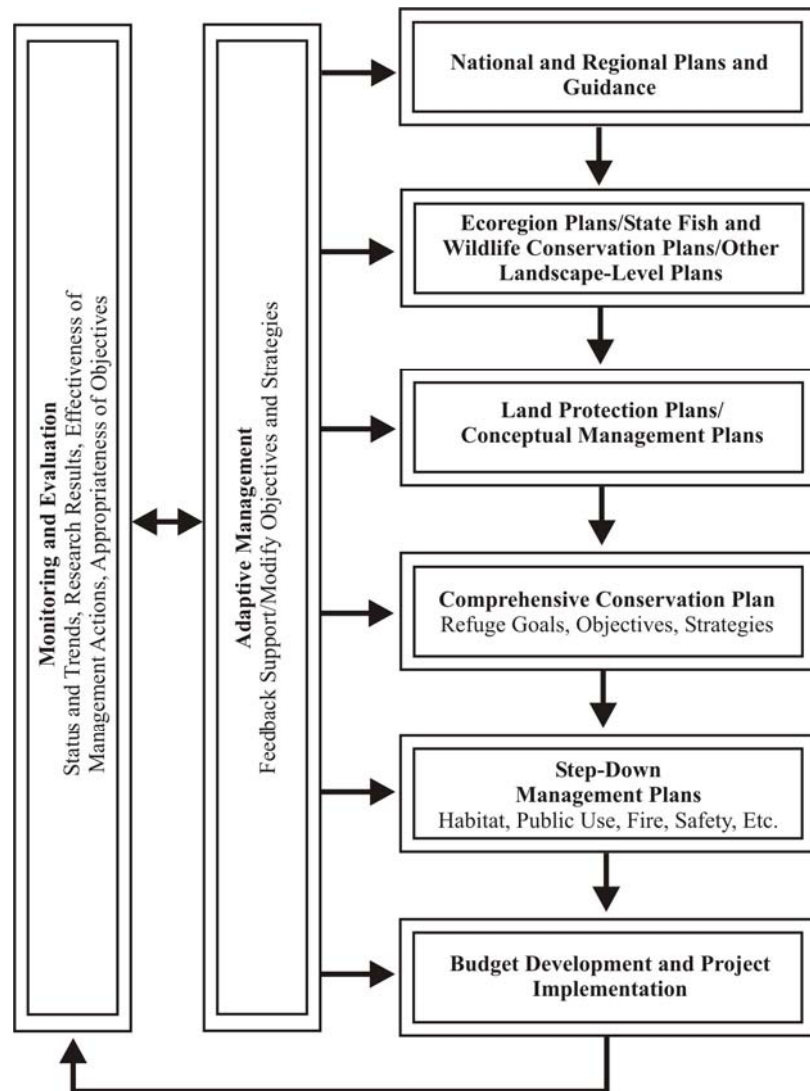 Monitoring and Evaluation
Status and Trends, Research Results, Effectiveness of
Management Actions, Appropriateness of Objectives
Adaptive Management
Feedback Support/Modify Objectives and Strategies
National and Regional Plans and
Guidance
Ecoregion Plans/State Fish and
Wildlife Conservation Plans/Other
Landscape-Level Plans
Land Protection Plans/
Conceptual Management Plans
Comprehensive Conservation Plan
Refuge Goals, Objectives, Strategies
Step-Down
Management Plans
Habitat, Public Use, Fire, Safety, Etc.
Budget Development and Project
Implementation